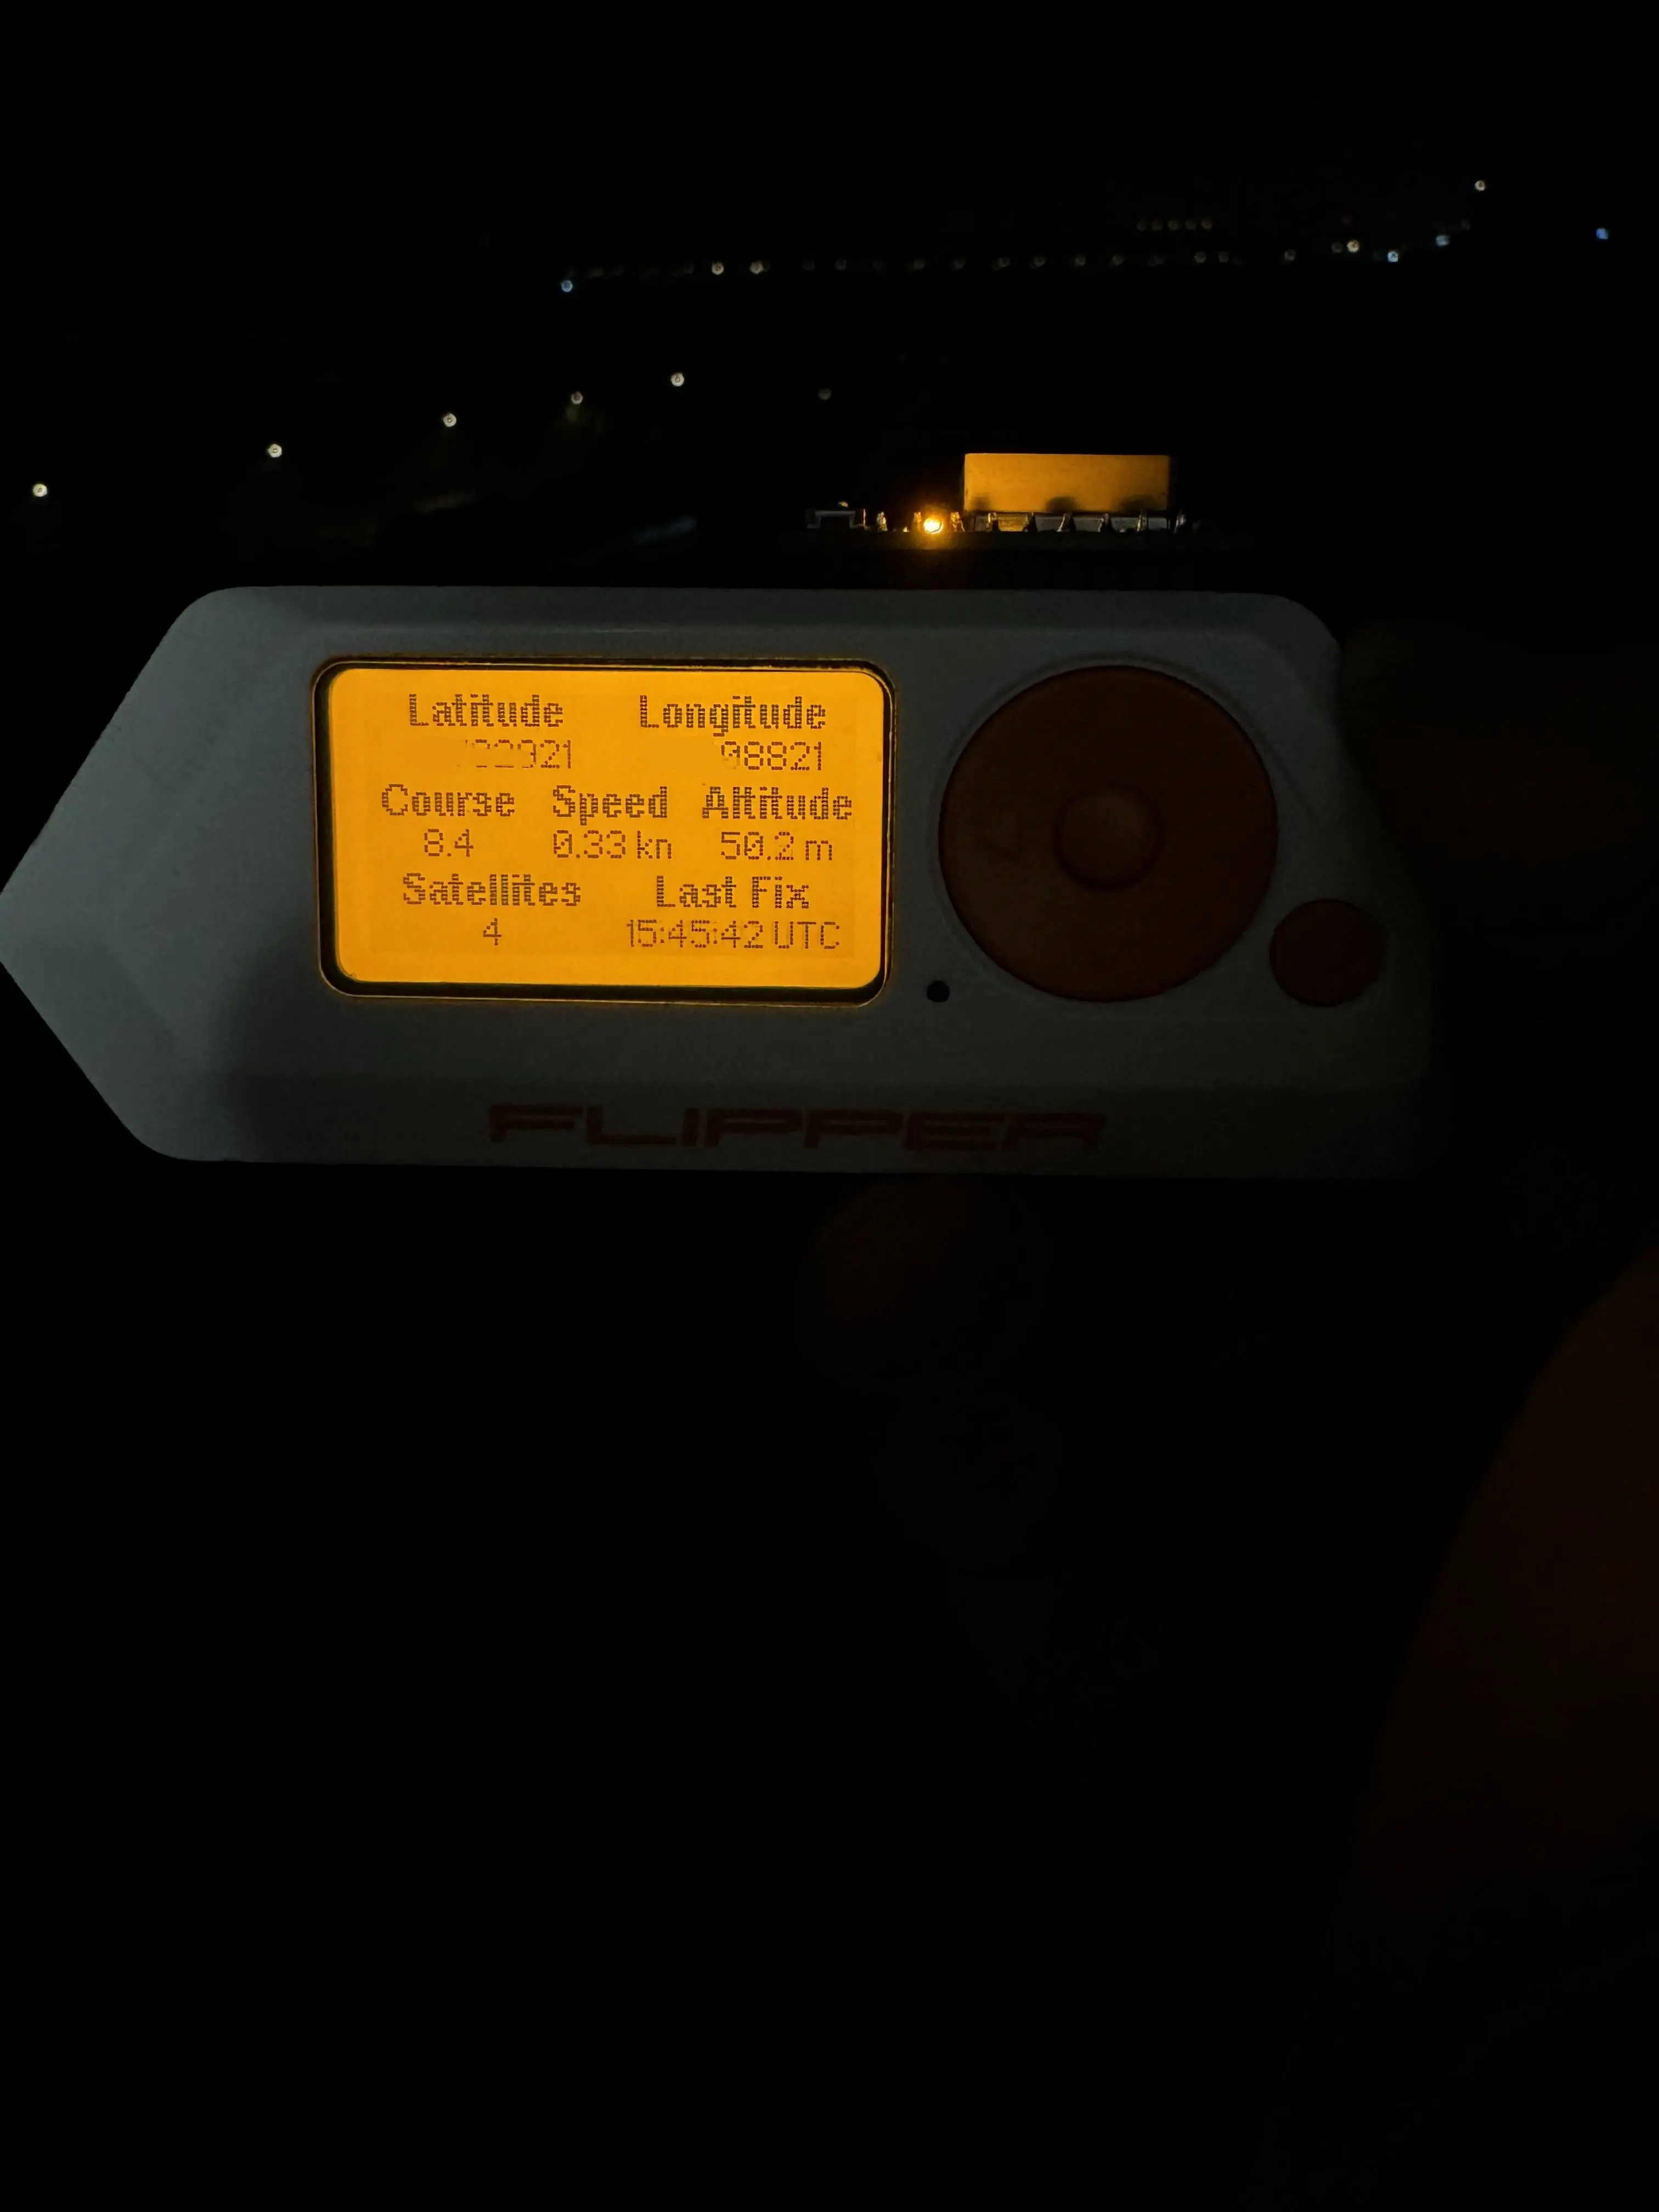 Latitude Longitude
98821
Course Speed Altitude
8.4 0.33 kn 50.2 m
Satellites Last Fix
4 15:45:42 UTC
FLIPPER